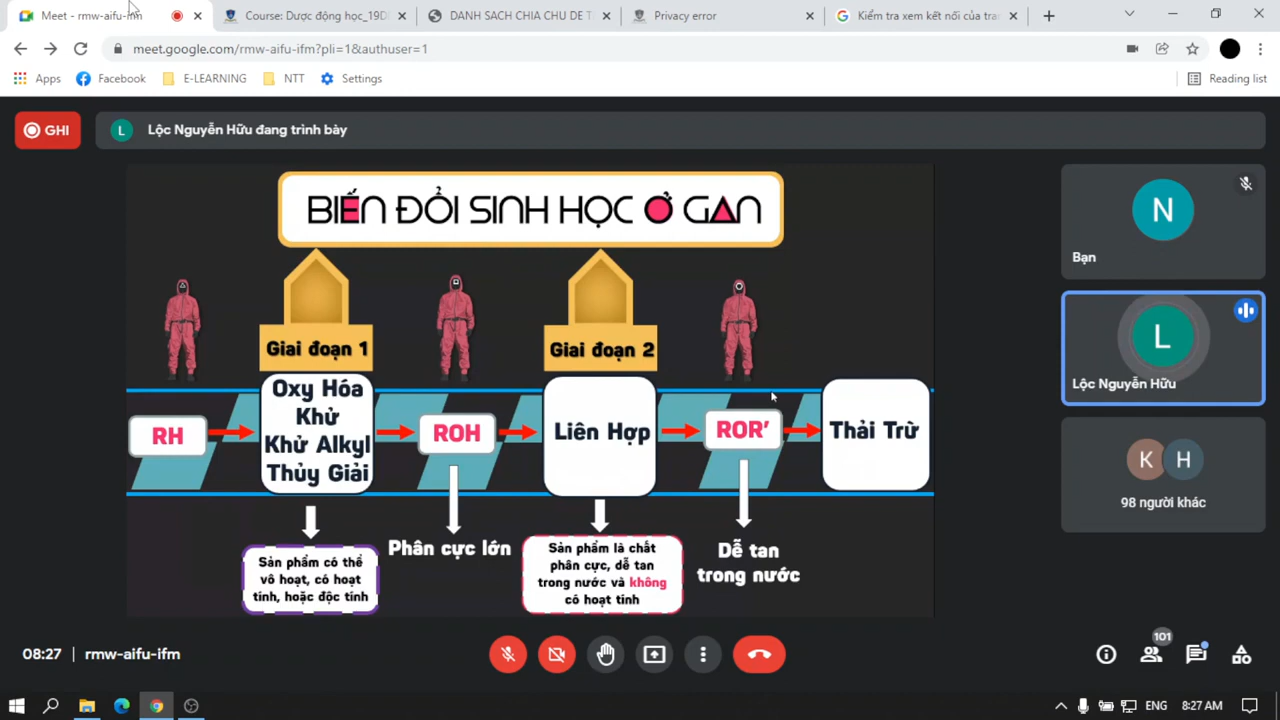 Meet - rmw-aifu-ifm
Course: Dược động học_19D
DANH SACH CHIA CHU DE T
Privacy error
Kiểm tra xem kết nối của tra
meet.google.com/rmw-aifu-ifm?pli=1&authuser=1
Apps
Facebook
E-LEARNING
NTT
Settings
Reading list
GHI
L
Lộc Nguyễn Hữu đang trình bày
BIẾN ĐỔI SINH HỌC Ở GAN
Giai đoạn 1
Giai đoạn 2
RH
Oxy Hóa
Khử
Khử Alkyl
Thủy Giải
ROH
Liên Hợp
ROR'
Thải Trừ
Sản phẩm có thể
vô hoạt, có hoạt
tính, hoặc độc tính
Phân cực lớn
Sản phẩm là chất
phân cực, dễ tan
trong nước và không
có hoạt tính
Dễ tan
trong nước
N
Bạn
L
Lộc Nguyễn Hữu
K
H
98 người khác
08:27
rmw-aifu-ifm
101
ENG
8:27 AM